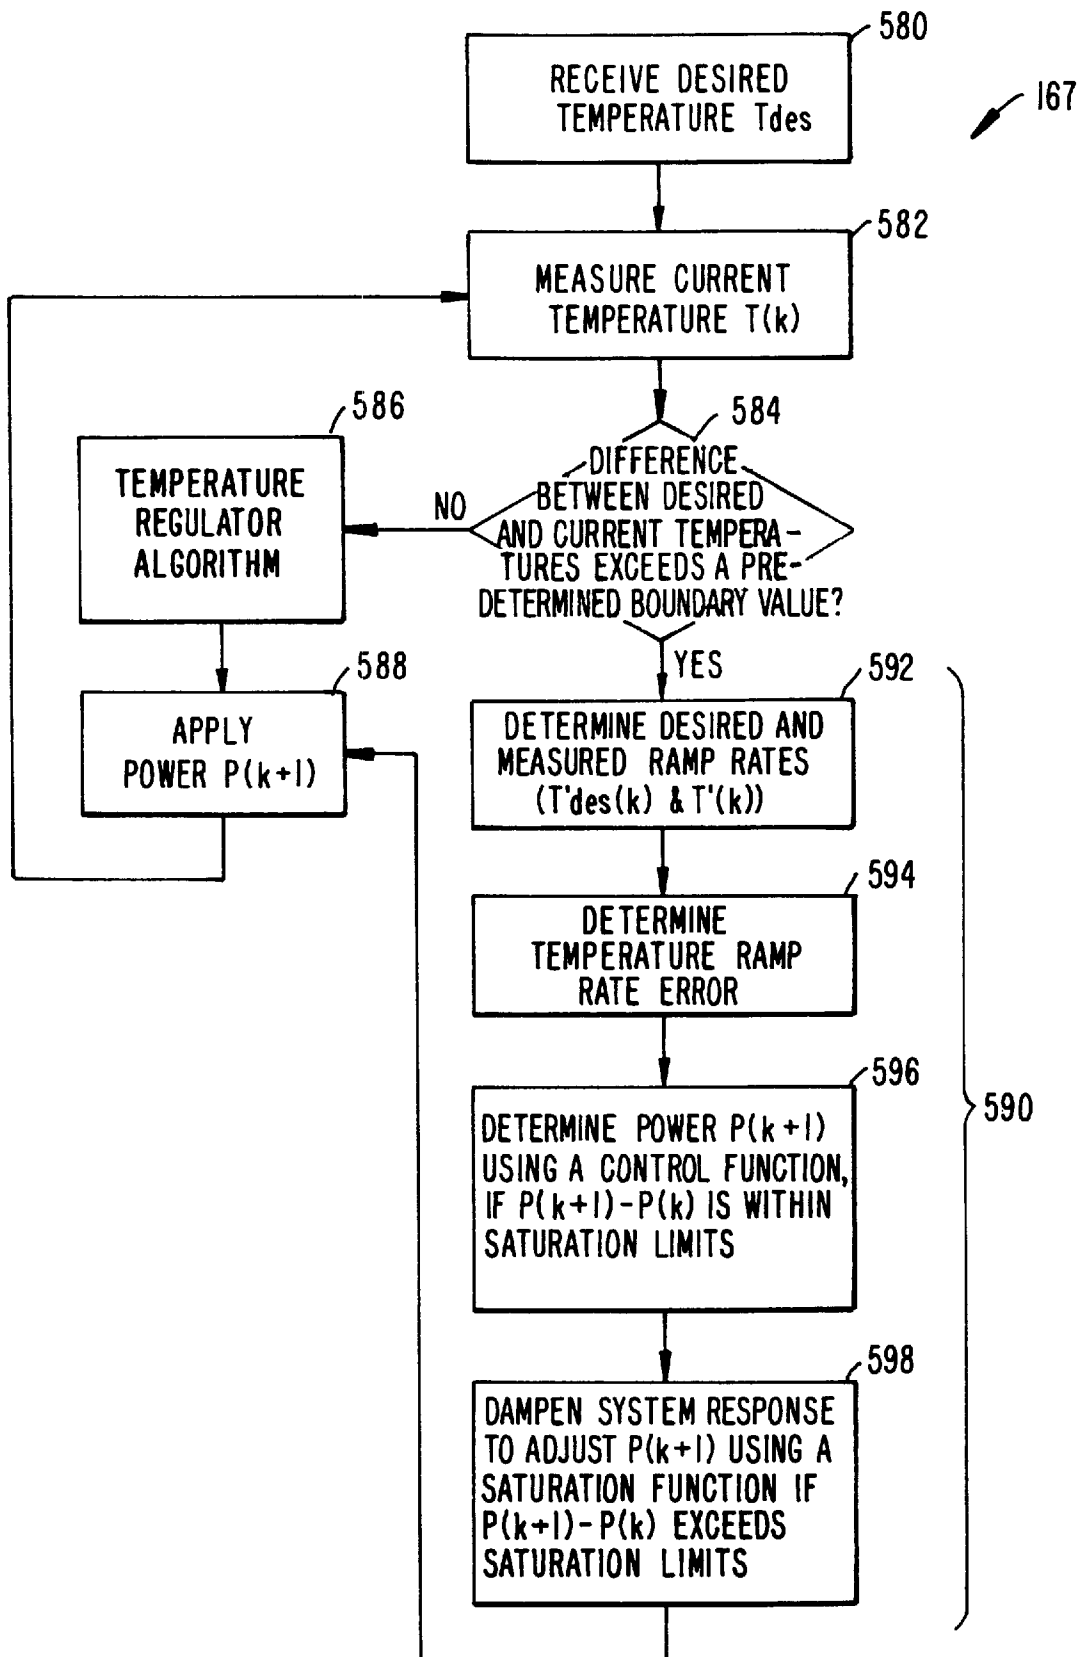 580
RECEIVE DESIRED
TEMPERATURE Tdes
167
582
MEASURE CURRENT
TEMPERATURE T(k)
584
DIFFERENCE
BETWEEN DESIRED
AND CURRENT TEMPERA-
TURES EXCEEDS A PRE-
DETERMINED BOUNDARY VALUE?
NO
586
TEMPERATURE
REGULATOR
ALGORITHM
588
APPLY
POWER P(k+1)
YES
592
DETERMINE DESIRED AND
MEASURED RAMP RATES
(T'des(k) & T'(k))
594
DETERMINE
TEMPERATURE RAMP
RATE ERROR
596
DETERMINE POWER P(k+1)
USING A CONTROL FUNCTION,
IF P(k+1)-P(k) IS WITHIN
SATURATION LIMITS
590
598
DAMPEN SYSTEM RESPONSE
TO ADJUST P(k+1) USING A
SATURATION FUNCTION IF
P(k+1)-P(k) EXCEEDS
SATURATION LIMITS